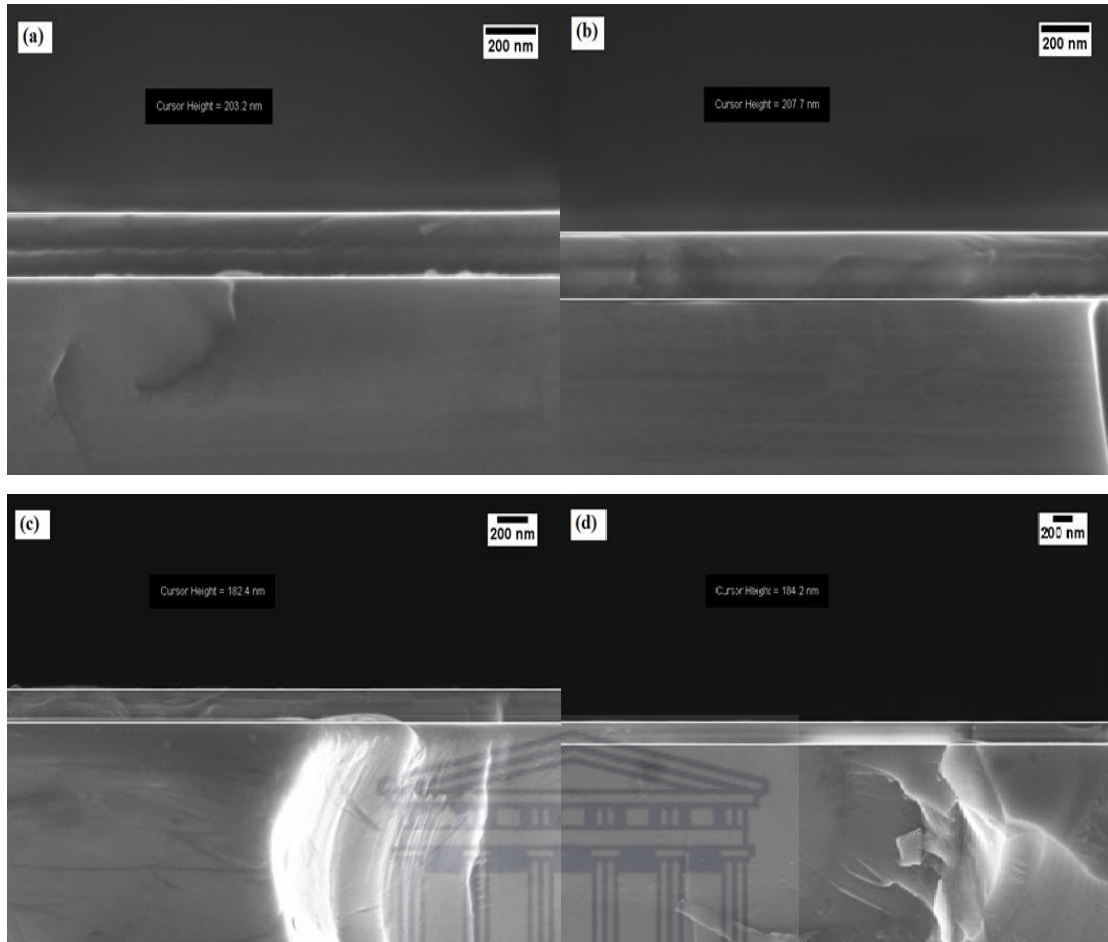 (a)
200 nm
Cursor Height = 203.2 nm
(b)
200 nm
Cursor Height = 207.7 nm
(c)
200 nm
Cursor Height = 182.4 nm
(d)
200 nm
Cursor Height = 184.2 nm